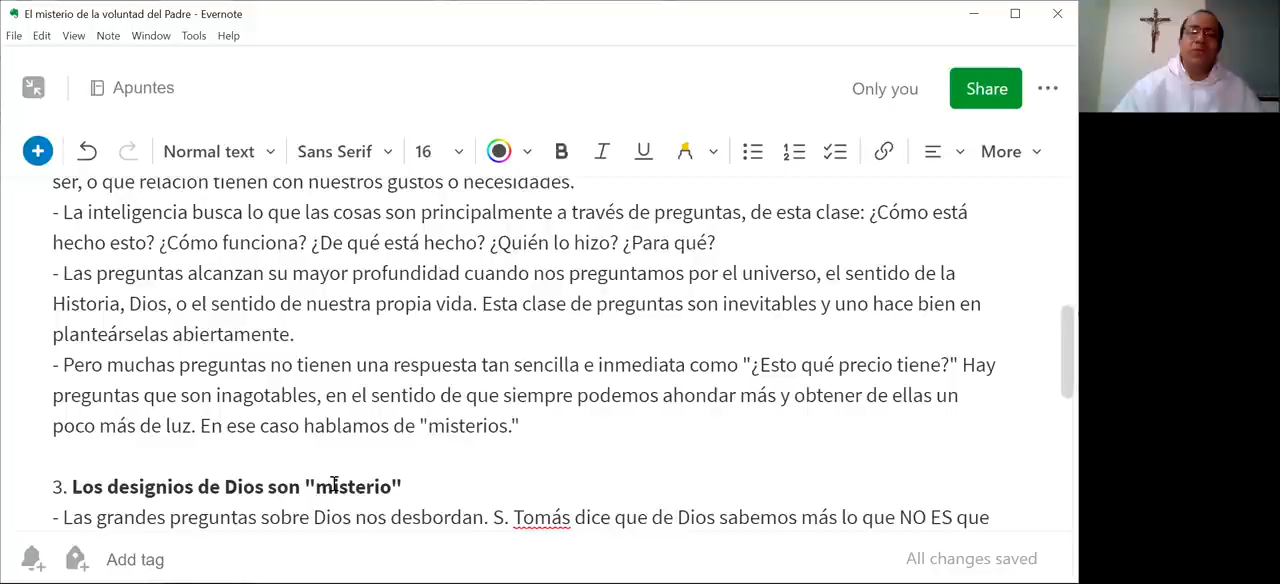 El misterio de la voluntad del Padre - Evernote
File Edit View Note Window Tools Help
Apuntes
Only you
Share
Normal text
Sans Serif
16
More
ser, o qué relación tienen con nuestros gustos o necesidades.
- La inteligencia busca lo que las cosas son principalmente a través de preguntas, de esta clase: ¿Cómo está
hecho esto? ¿Cómo funciona? ¿De qué está hecho? ¿Quién lo hizo? ¿Para qué?
- Las preguntas alcanzan su mayor profundidad cuando nos preguntamos por el universo, el sentido de la
Historia, Dios, o el sentido de nuestra propia vida. Esta clase de preguntas son inevitables y uno hace bien en
planteárselas abiertamente.
- Pero muchas preguntas no tienen una respuesta tan sencilla e inmediata como "¿Esto qué precio tiene?" Hay
preguntas que son inagotables, en el sentido de que siempre podemos ahondar más y obtener de ellas un
poco más de luz. En ese caso hablamos de "misterios."
3. Los designios de Dios son "misterio"
- Las grandes preguntas sobre Dios nos desbordan. S. Tomás dice que de Dios sabemos más lo que NO ES que
Add tag
All changes saved